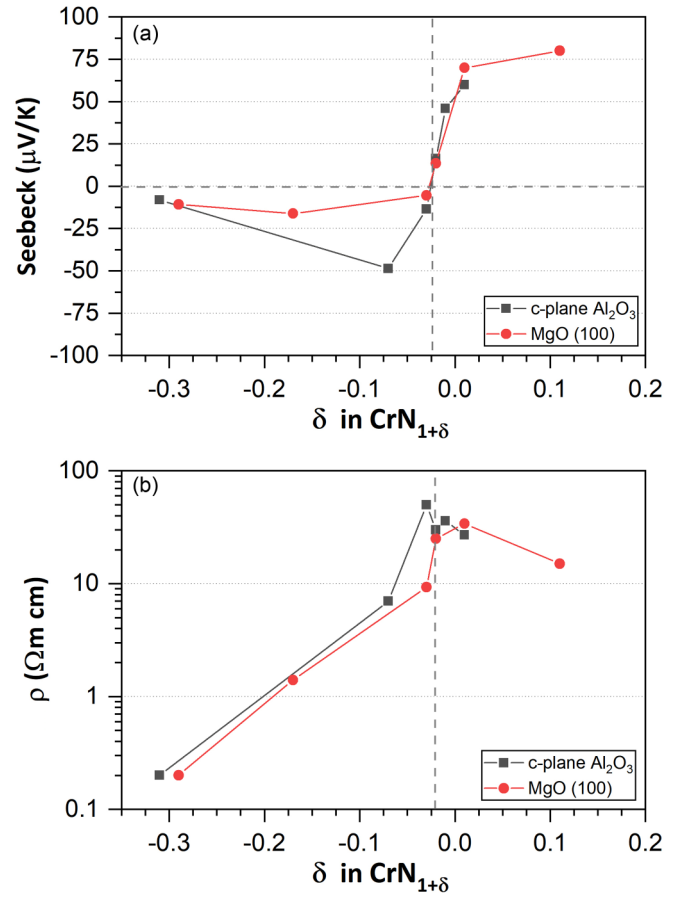 (a)
100
75
50
25
0
-25
-50
-75
-100
Seebeck (μV/K)
c-plane Al₂O₃
MgO (100)
-0.3 -0.2 -0.1 0.0 0.1 0.2
δ in CrN₁₊δ
(b)
100
10
1
0.1
ρ (Ωm cm)
c-plane Al₂O₃
MgO (100)
-0.3 -0.2 -0.1 0.0 0.1 0.2
δ in CrN₁₊δ